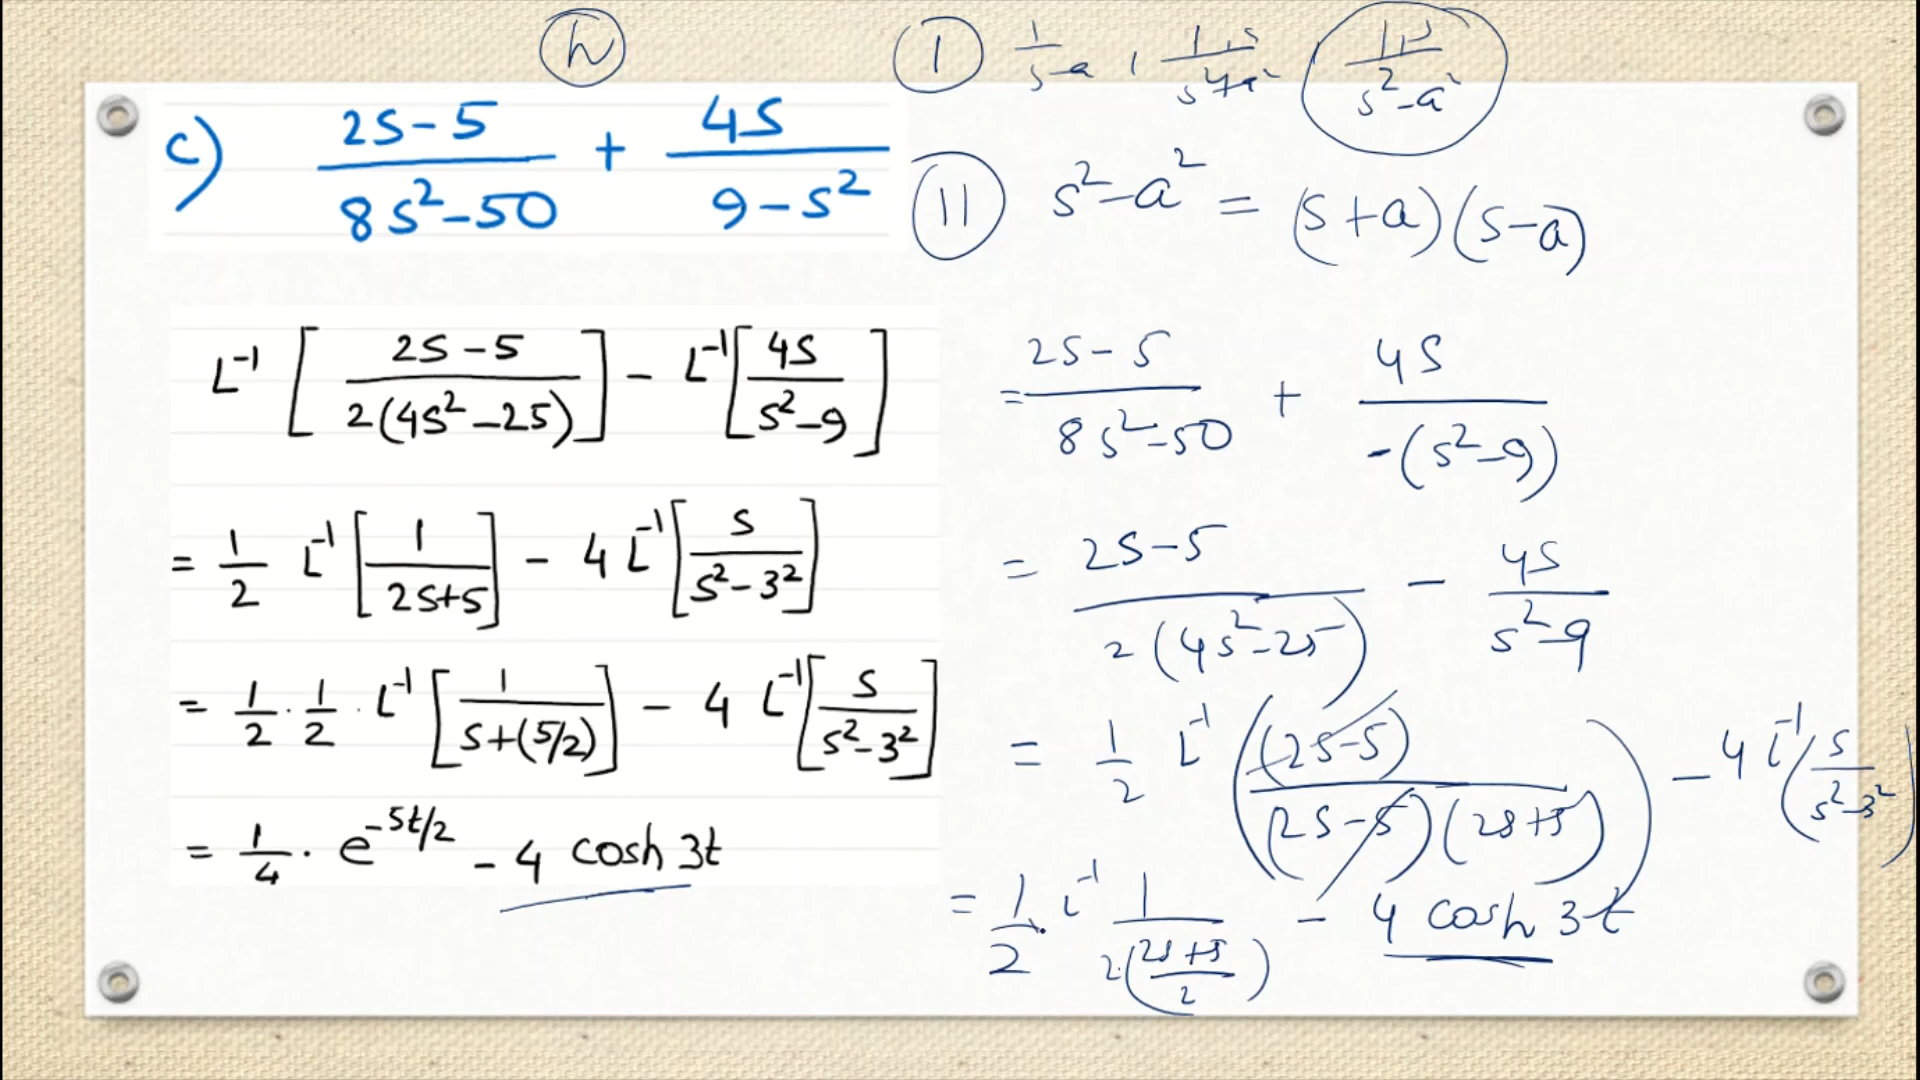 h
I 1/s-a , 1, s/s²+a² 1, s/s²-a²
c) 2s-5/8s²-50 + 4s/9-s²
II s²-a² = (s+a)(s-a)
L⁻¹[2s-5/2(4s²-25)] - L⁻¹[4s/s²-9]
= 1/2 L⁻¹[1/2s+5] - 4 L⁻¹[s/s²-3²]
= 1/2 . 1/2 . L⁻¹[1/s+(5/2)] - 4 L⁻¹[s/s²-3²]
= 1/4 . e^-5t/2 - 4 cosh 3t
= 2s-5/8s²-50 + 4s/-(s²-9)
= 2s-5/2(4s²-25) - 4s/s²-9
= 1/2 L⁻¹((2s-5)/(2s-5)(2s+5)) - 4 L⁻¹(s/s²-3²)
= 1/2 . L⁻¹ 1/2.(2s+5/2) - 4 cosh 3t